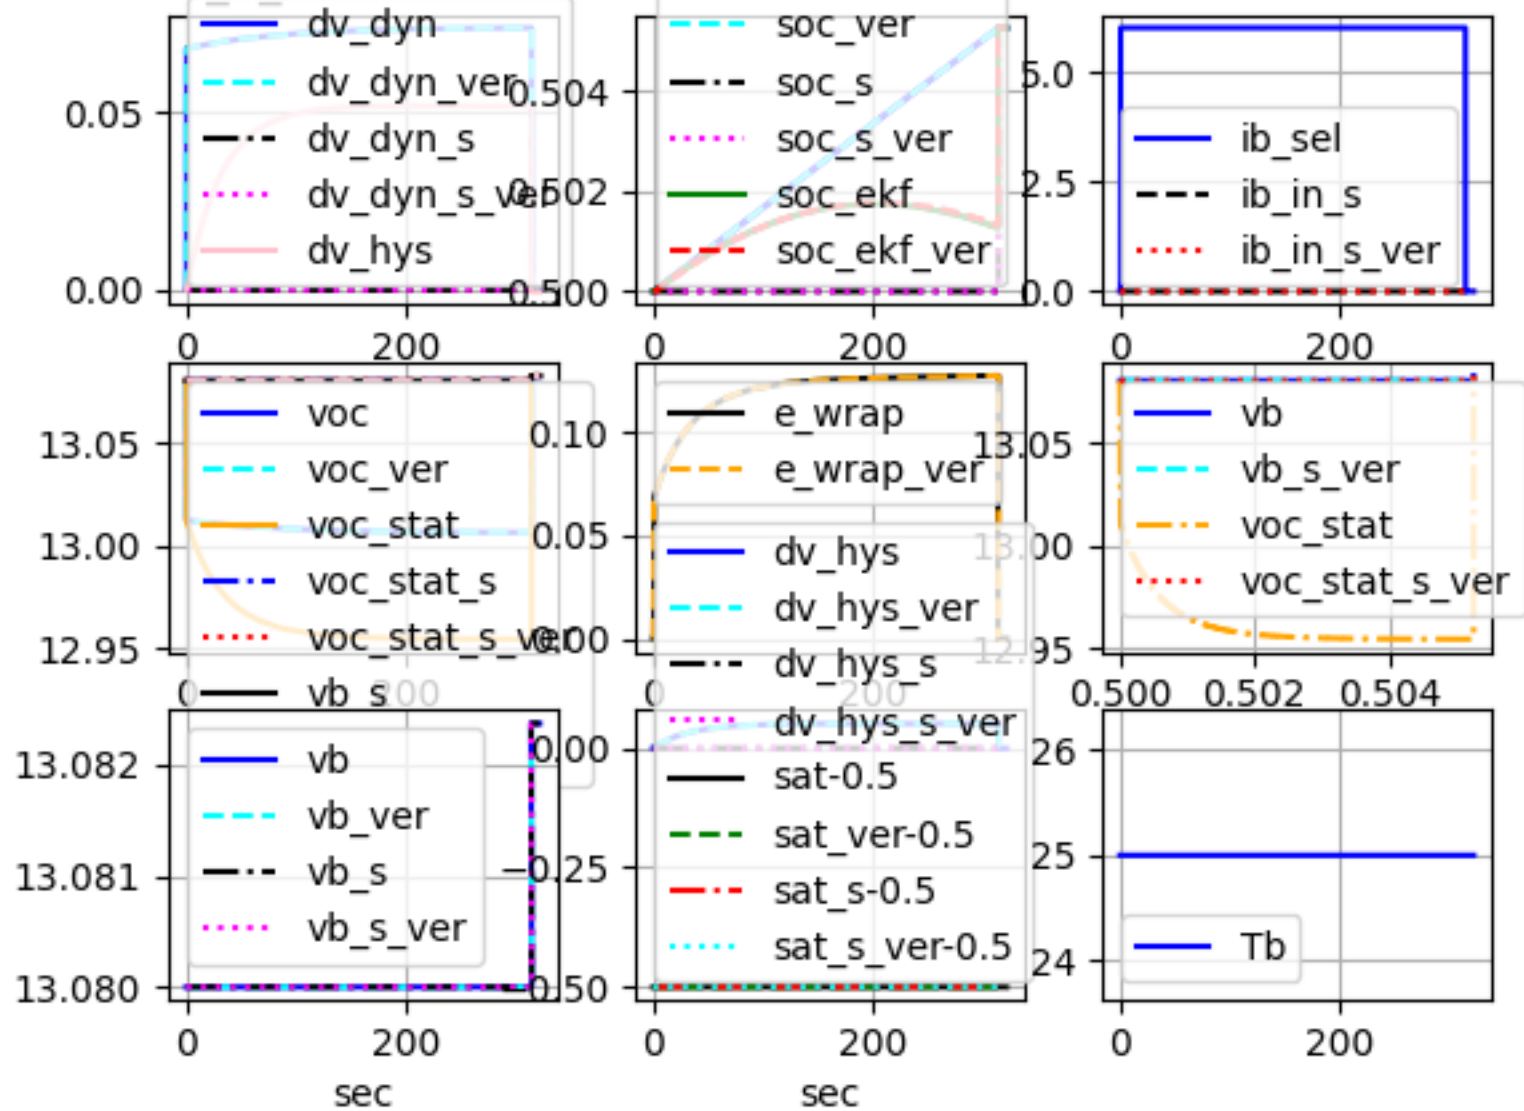 dv_dyn
dv_dyn_ver
dv_dyn_s
dv_dyn_s_ver
dv_hys
0.05
0.00
0
200
soc_ver
soc_s
soc_s_ver
soc_ekf
soc_ekf_ver
0.504
0.502
0.500
0
200
ib_sel
ib_in_s
ib_in_s_ver
5.0
2.5
0.0
0
200
voc
voc_ver
voc_stat
voc_stat_s
voc_stat_s_ver
vb_s
13.05
13.00
12.95
0
200
e_wrap
e_wrap_ver
0.10
0.05
0.00
0
200
vb
vb_s_ver
voc_stat
voc_stat_s_ver
13.05
13.00
12.95
0.500
0.502
0.504
vb
vb_ver
vb_s
vb_s_ver
13.082
13.081
13.080
0
200
sec
dv_hys
dv_hys_ver
dv_hys_s
dv_hys_s_ver
sat-0.5
sat_ver-0.5
sat_s-0.5
sat_s_ver-0.5
0.00
−0.25
−0.50
0
200
sec
Tb
26
25
24
0
200